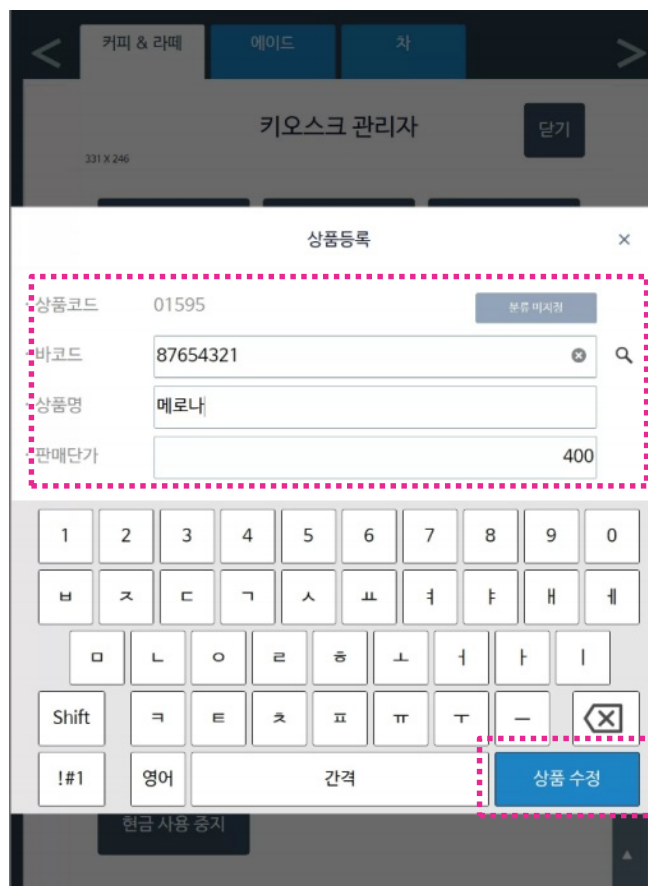 커피 & 라떼 에이드 차
키오스크 관리자 닫기
331 X 246
상품등록 ×
상품코드 01595 분류 미지정
바코드 87654321
상품명 메로나
판매단가 400
1 2 3 4 5 6 7 8 9 0
ㅂ ㅈ ㄷ ㄱ ㅅ ㅛ ㅕ ㅑ ㅐ ㅔ
ㅁ ㄴ ㅇ ㄹ ㅎ ㅗ ㅓ ㅏ ㅣ
Shift ㅋ ㅌ ㅊ ㅍ ㅠ ㅜ ㅡ
!#1 영어 간격 상품 수정
현금 사용 중지